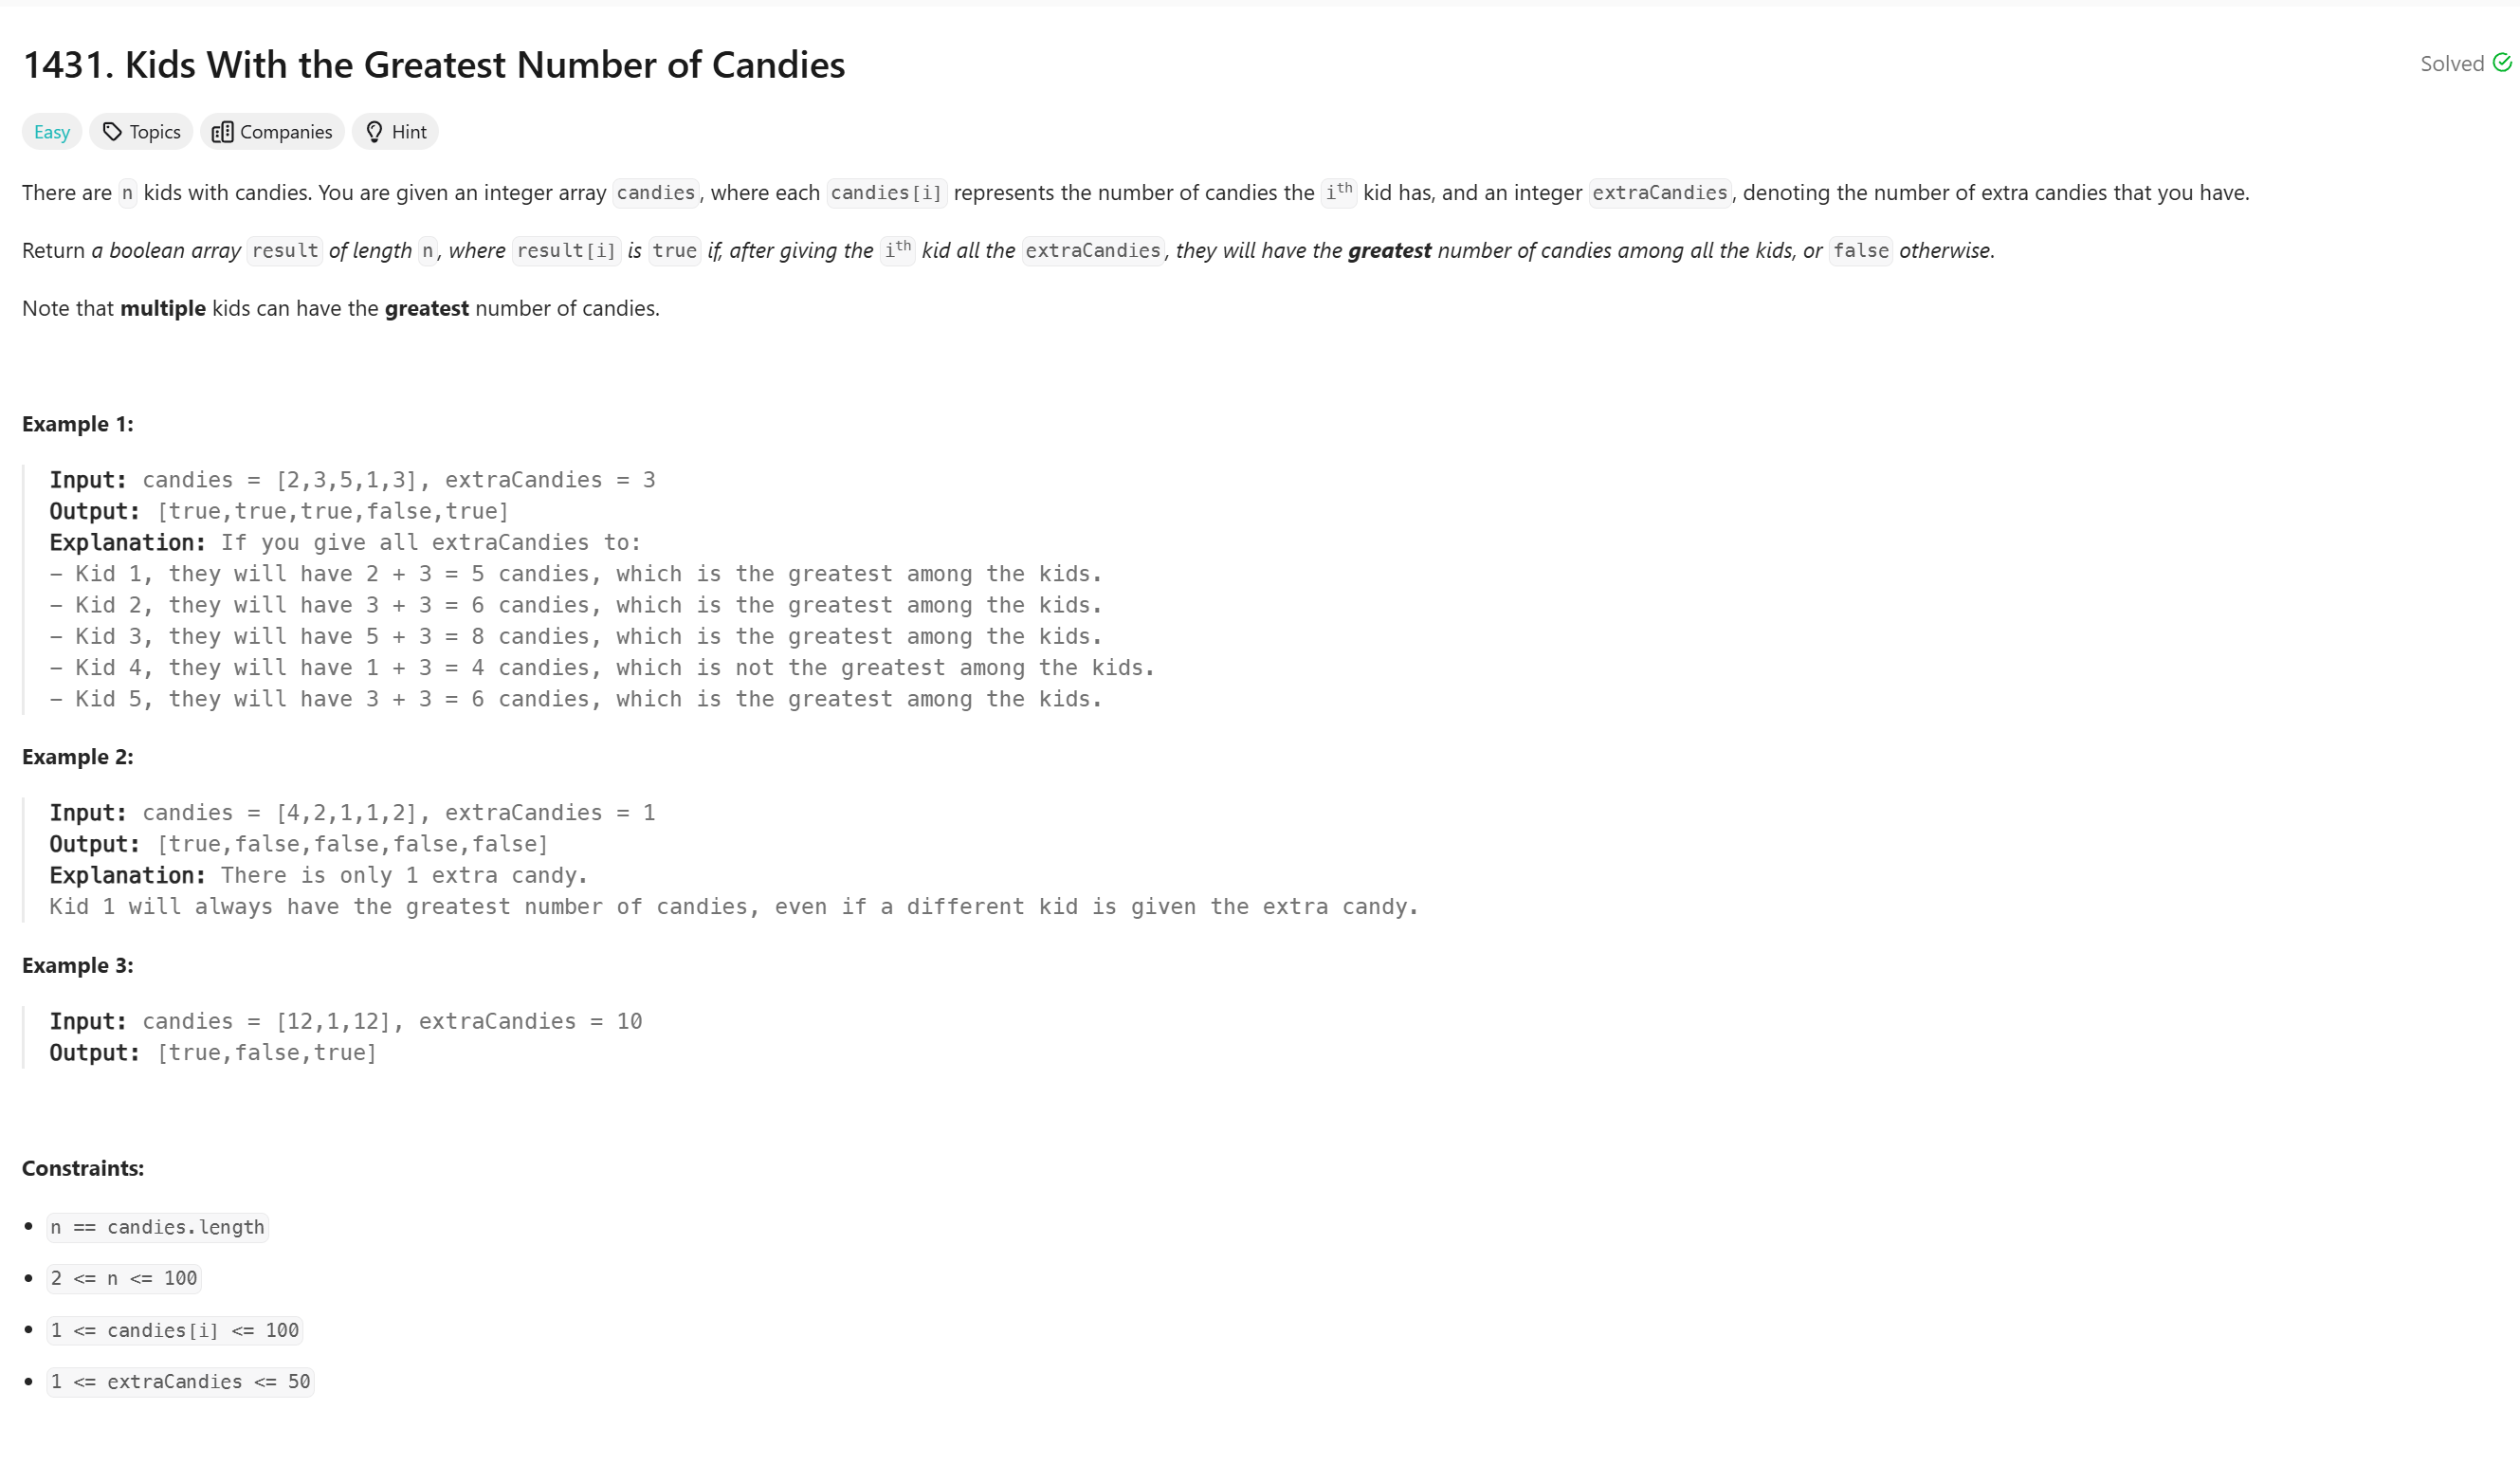 1431. Kids With the Greatest Number of Candies
Solved
Easy Topics Companies Hint
There are n kids with candies. You are given an integer array candies, where each candies[i] represents the number of candies the ith kid has, and an integer extraCandies, denoting the number of extra candies that you have.
Return a boolean array result of length n, where result[i] is true if, after giving the ith kid all the extraCandies, they will have the greatest number of candies among all the kids, or false otherwise.
Note that multiple kids can have the greatest number of candies.
Example 1:
Input: candies = [2,3,5,1,3], extraCandies = 3
Output: [true,true,true,false,true]
Explanation: If you give all extraCandies to:
- Kid 1, they will have 2 + 3 = 5 candies, which is the greatest among the kids.
- Kid 2, they will have 3 + 3 = 6 candies, which is the greatest among the kids.
- Kid 3, they will have 5 + 3 = 8 candies, which is the greatest among the kids.
- Kid 4, they will have 1 + 3 = 4 candies, which is not the greatest among the kids.
- Kid 5, they will have 3 + 3 = 6 candies, which is the greatest among the kids.
Example 2:
Input: candies = [4,2,1,1,2], extraCandies = 1
Output: [true,false,false,false,false]
Explanation: There is only 1 extra candy.
Kid 1 will always have the greatest number of candies, even if a different kid is given the extra candy.
Example 3:
Input: candies = [12,1,12], extraCandies = 10
Output: [true,false,true]
Constraints:
• n == candies.length
• 2 <= n <= 100
• 1 <= candies[i] <= 100
• 1 <= extraCandies <= 50